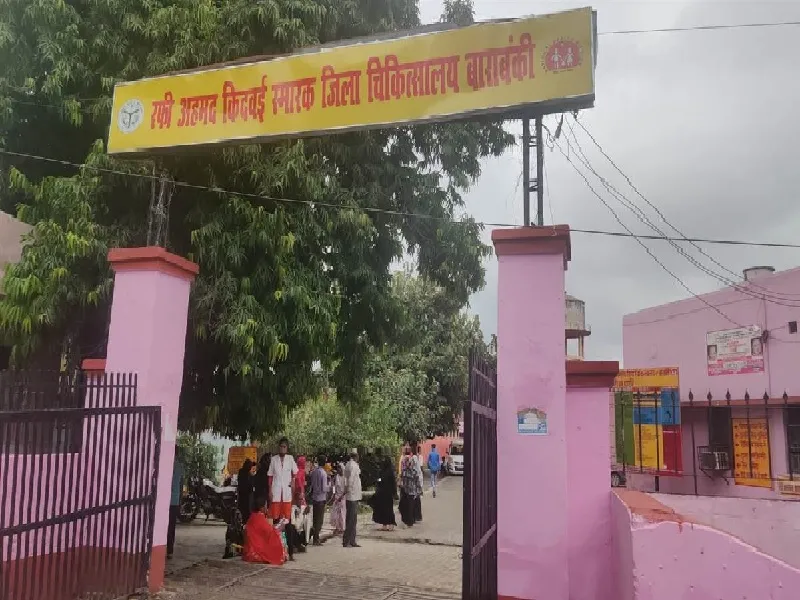 रफी अहमद किदवई स्मारक जिला चिकित्सालय बाराबंकी